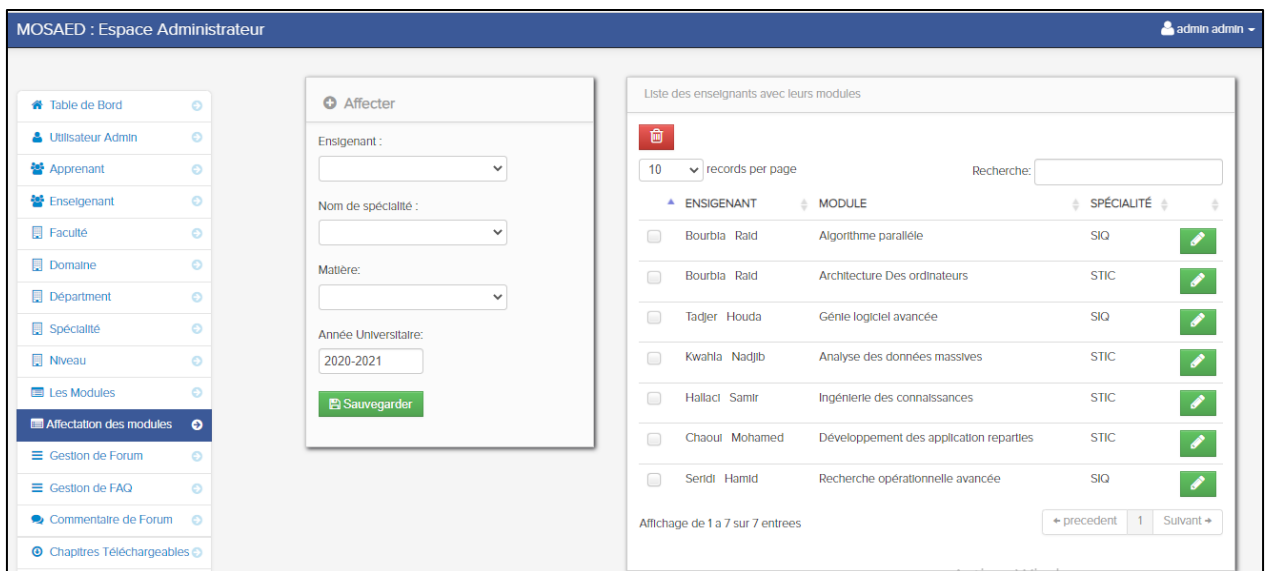 MOSAED : Espace Administrateur
admin admin
Table de Bord
Utilisateur Admin
Apprenant
Enseigenant
Faculté
Domaine
Départment
Spécialité
Niveau
Les Modules
Affectation des modules
Gestion de Forum
Gestion de FAQ
Commentaire de Forum
Chapitres Téléchargeables
Affecter
Ensigenant :
Nom de spécialité :
Matière:
Année Universitaire:
2020-2021
Sauvegarder
Liste des enseignants avec leurs modules
10 records per page
Recherche:
ENSIGENANT MODULE SPÉCIALITÉ
Bourbia Raid Algorithme paralléle SIQ
Bourbia Raid Architecture Des ordinateurs STIC
Tadjer Houda Génie logiciel avancée SIQ
Kwahla Nadjib Analyse des données massives STIC
Hallaci Samir Ingénierie des connaissances STIC
Chaoui Mohamed Développement des application reparties STIC
Seridi Hamid Recherche opérationnelle avancée SIQ
Affichage de 1 a 7 sur 7 entrees
← precedent 1 Suivant →